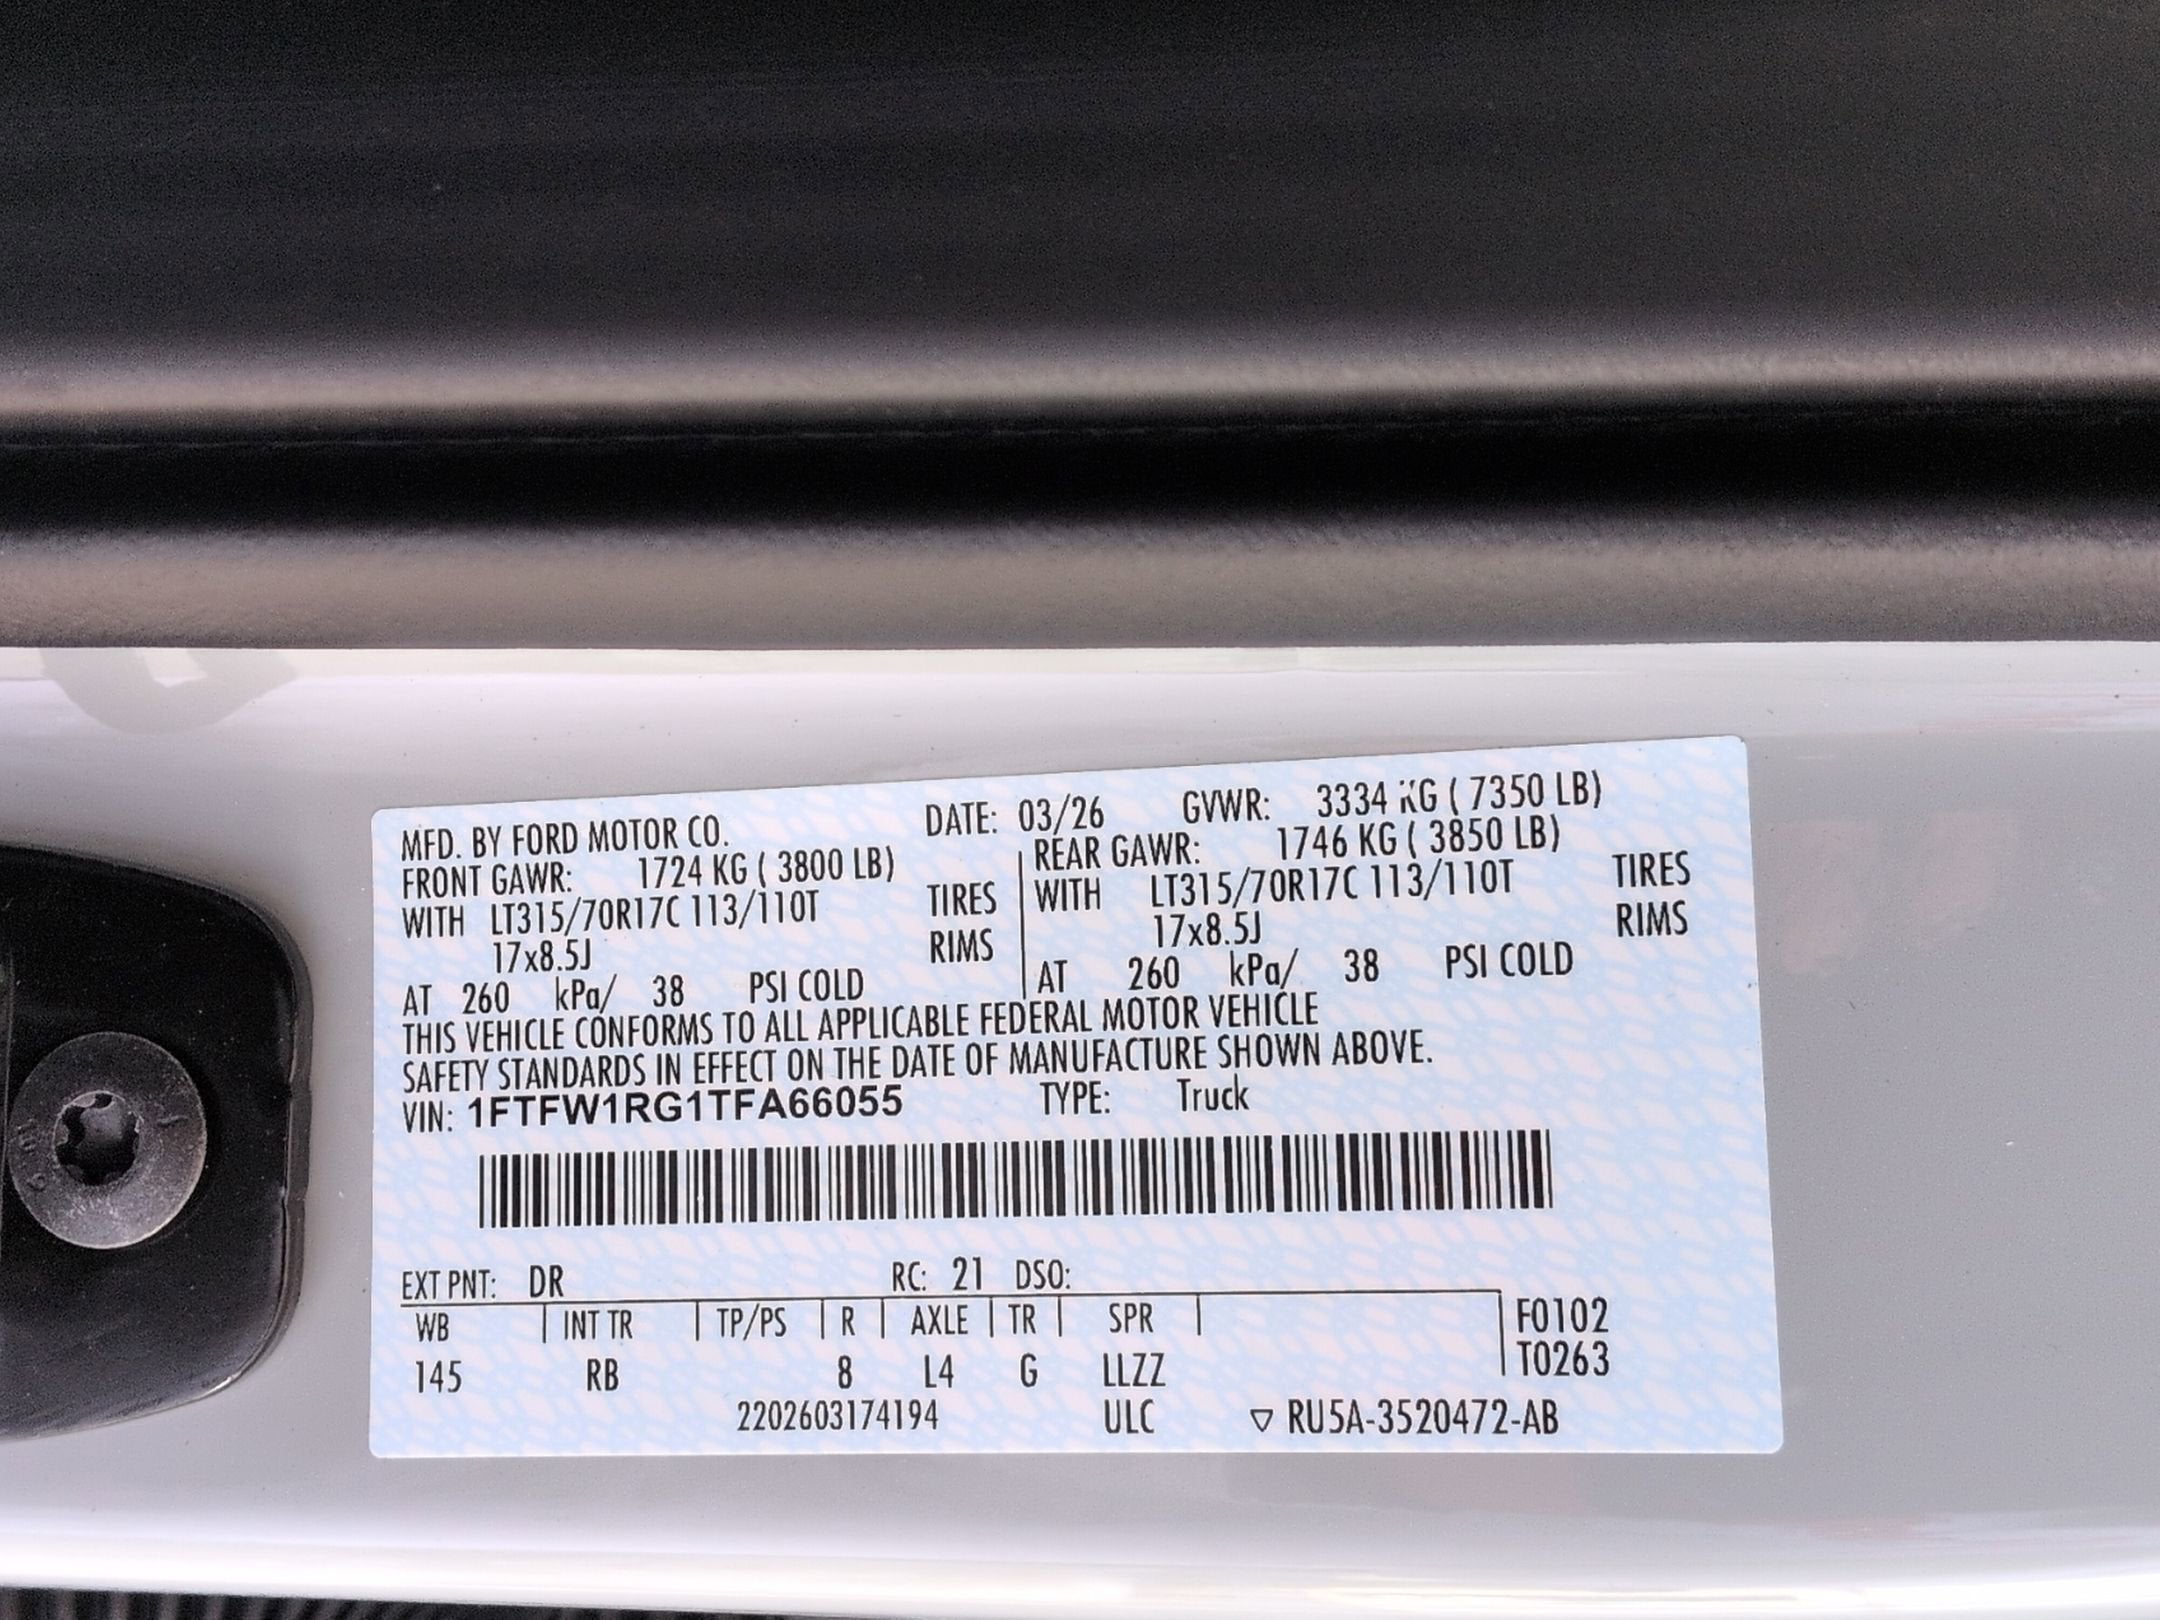 MFD. BY FORD MOTOR CO. DATE: 03/26 GVWR: 3334 KG ( 7350 LB)
FRONT GAWR: 1724 KG ( 3800 LB) REAR GAWR: 1746 KG ( 3850 LB)
WITH LT315/70R17C 113/110T TIRES WITH LT315/70R17C 113/110T TIRES
17x8.5J RIMS 17x8.5J RIMS
AT 260 kPa/ 38 PSI COLD AT 260 kPa/ 38 PSI COLD
THIS VEHICLE CONFORMS TO ALL APPLICABLE FEDERAL MOTOR VEHICLE
SAFETY STANDARDS IN EFFECT ON THE DATE OF MANUFACTURE SHOWN ABOVE.
VIN: 1FTFW1RG1TFA66055 TYPE: Truck
EXT PNT: DR RC: 21 DSO:
WB INT TR TP/PS R AXLE TR SPR F0102
145 RB 8 L4 G LLZZ T0263
2202603174194 ULC ▽ RU5A-3520472-AB